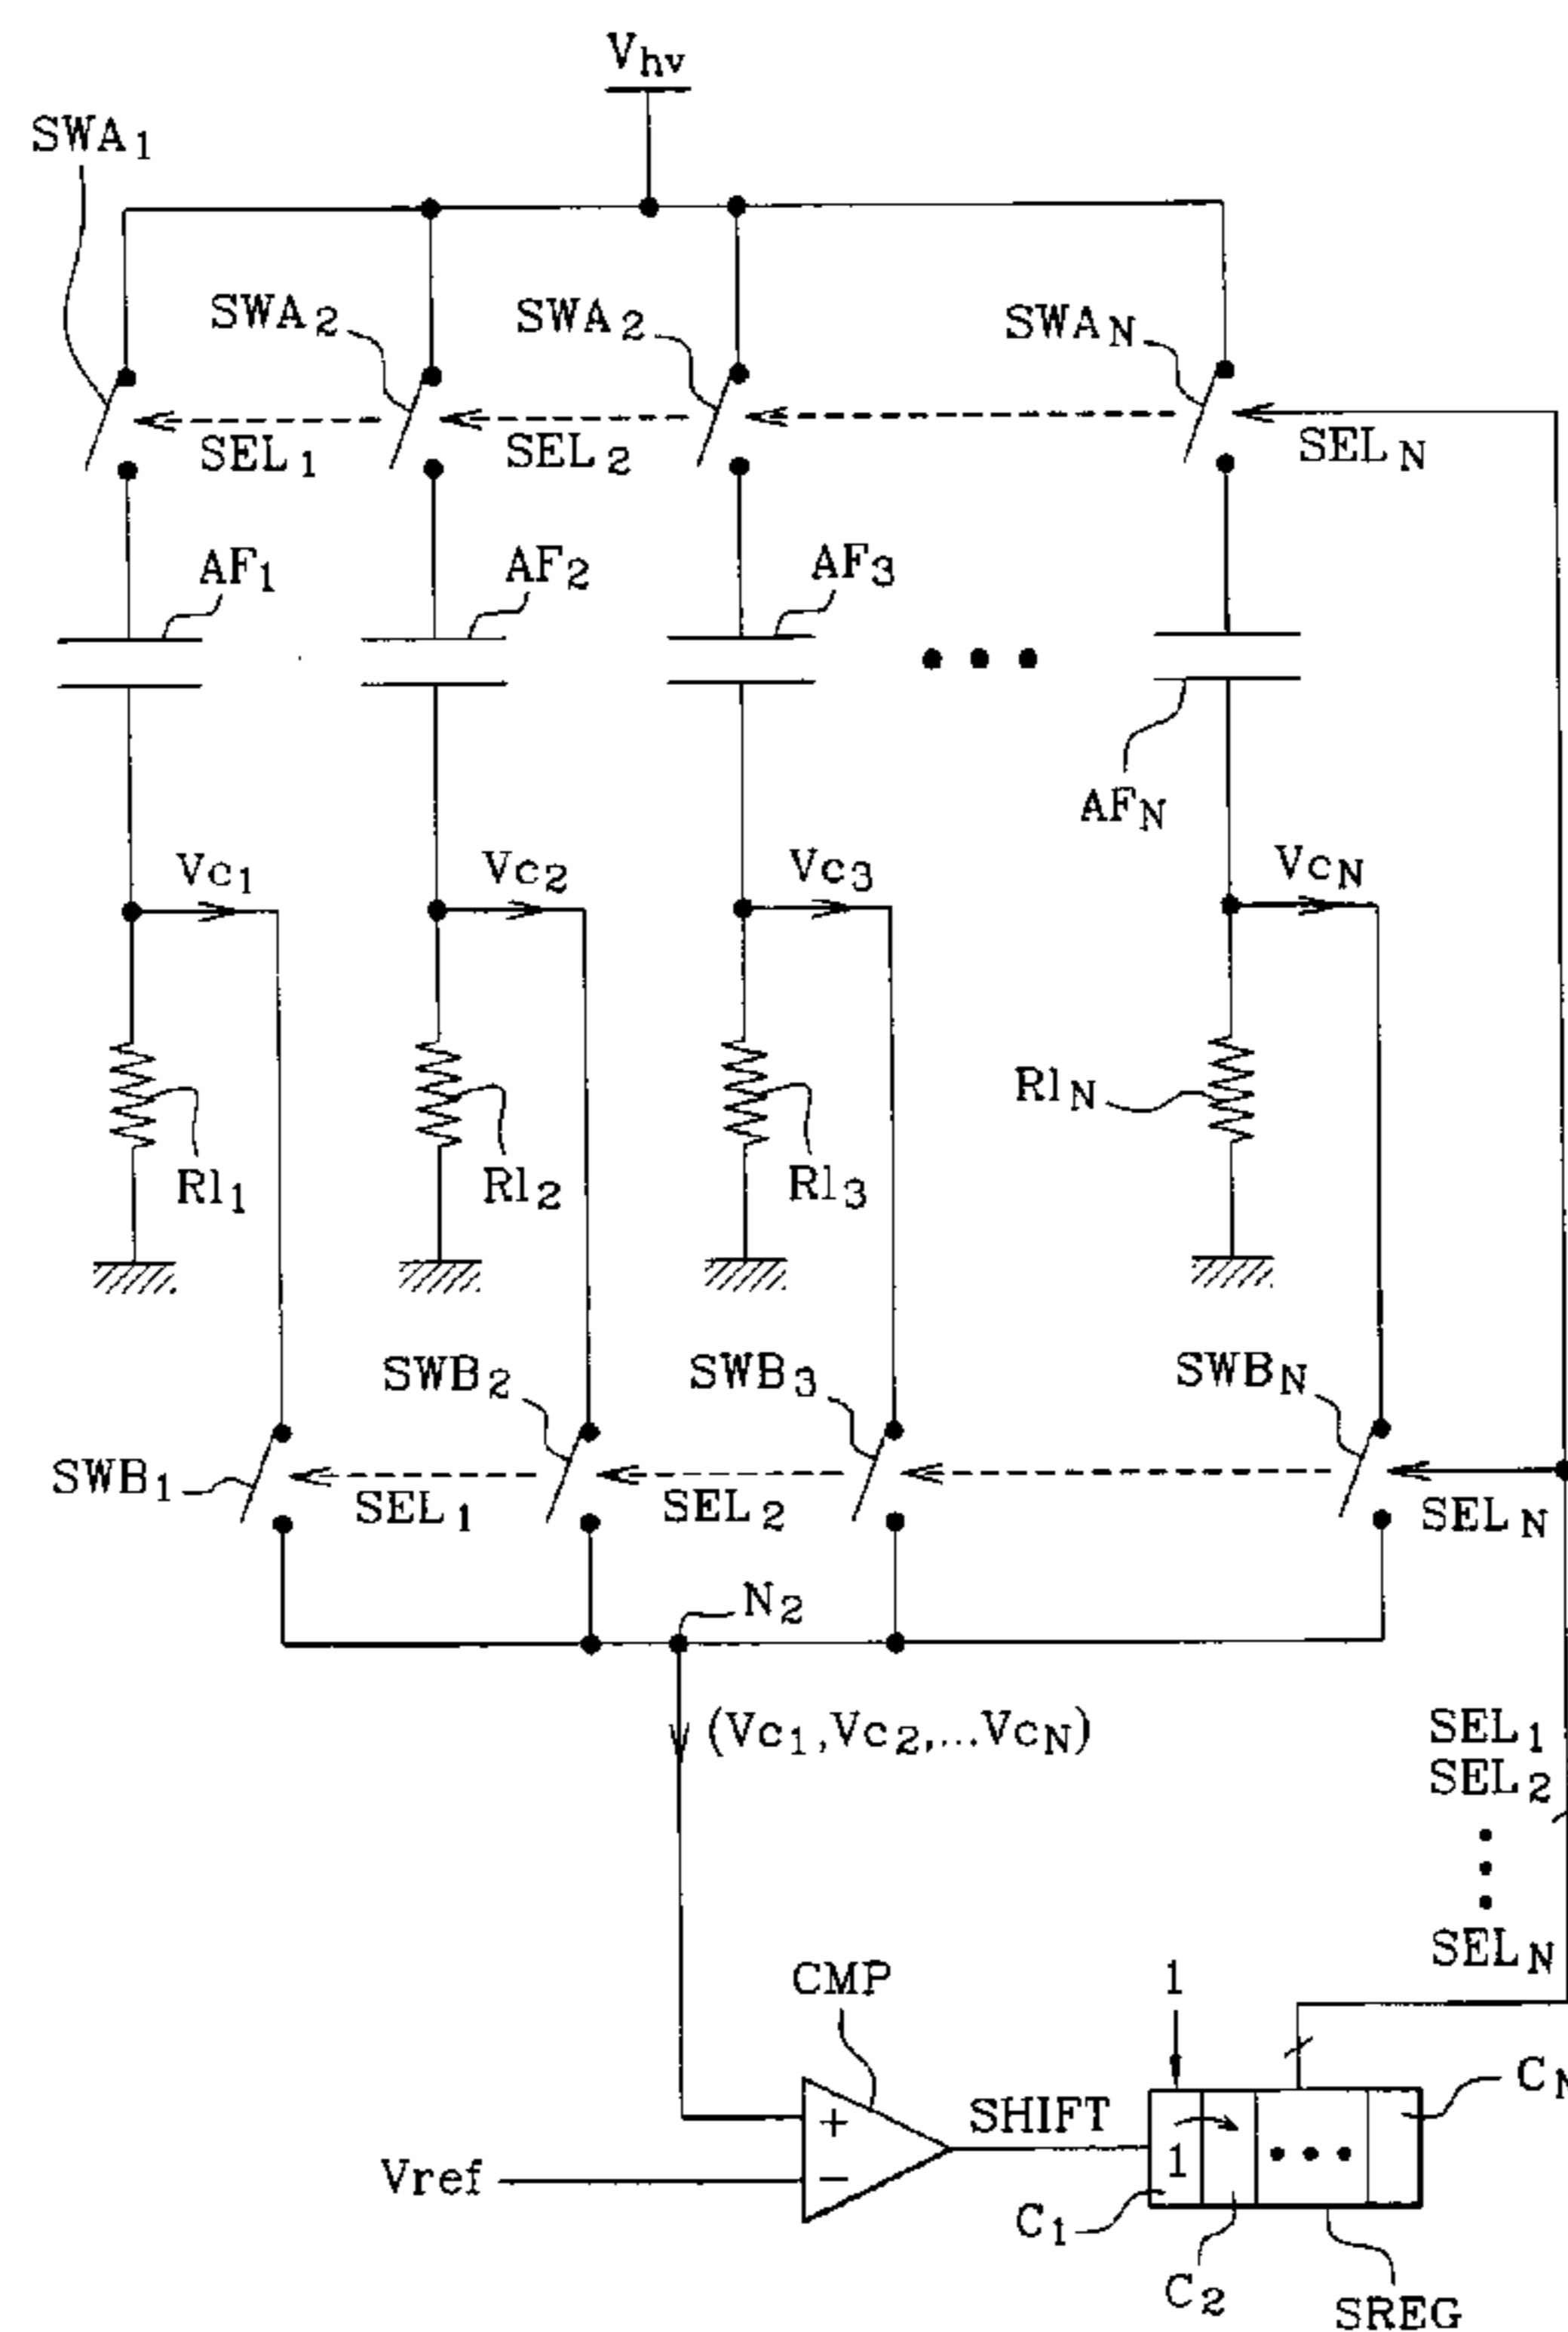 Vhv
SWA1
SWA2
SWA2
SWAN
SEL1
SEL2
SELN
AF1
AF2
AF3
AFN
Vc1
Vc2
Vc3
VcN
Rl1
Rl2
Rl3
RlN
SWB1
SWB2
SWB3
SWBN
SEL1
SEL2
SELN
N2
(Vc1,Vc2,...VcN)
SEL1
SEL2
SELN
CMP
1
CN
+
SHIFT
Vref
−
1
C1
C2
SREG